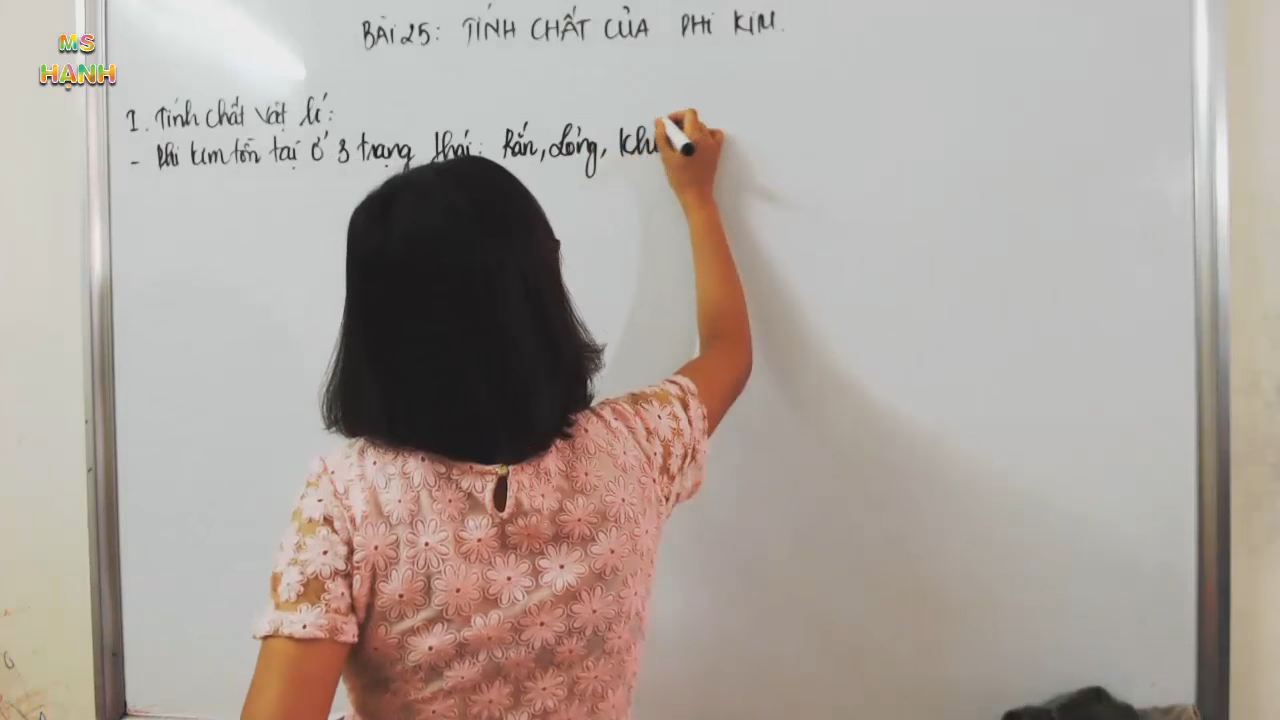 MS
HẠNH
BÀI 25: TÍNH CHẤT CỦA PHI KIM.
I. Tính chất vật lí:
- Phi kim tồn tại ở 3 trạng thái: Rắn, lỏng, khí